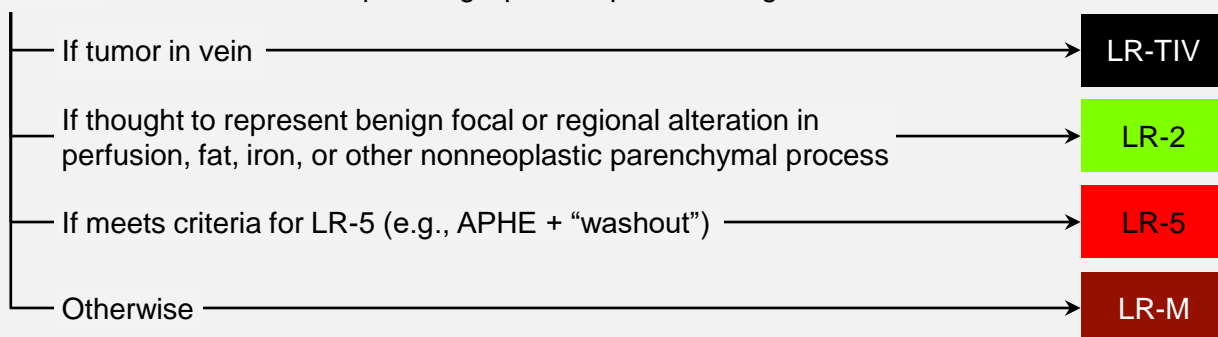 If tumor in vein
LR-TIV
If thought to represent benign focal or regional alteration in
perfusion, fat, iron, or other nonneoplastic parenchymal process
LR-2
If meets criteria for LR-5 (e.g., APHE + “washout”)
LR-5
Otherwise
LR-M